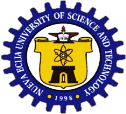 NUEVA ECIJA UNIVERSITY OF SCIENCE AND TECHNOLOGY
1998